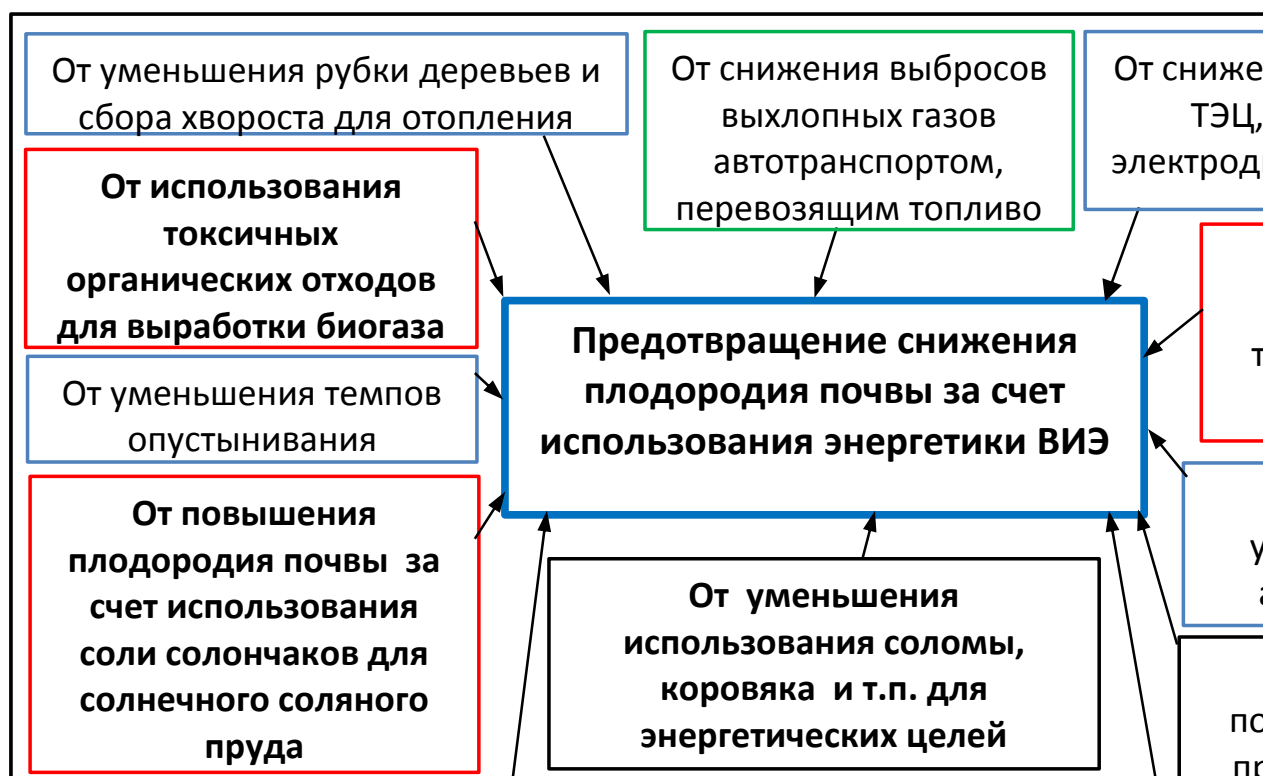 От уменьшения рубки деревьев и
сбора хвороста для отопления
От снижения выбросов
выхлопных газов
автотранспортом,
перевозящим топливо
ТЭЦ,
От использования
токсичных
органических отходов
для выработки биогаза
Предотвращение снижения
плодородия почвы за счет
использования энергетики ВИЭ
От уменьшения темпов
опустынивания
От повышения
плодородия почвы за
счет использования
соли солончаков для
солнечного соляного
пруда
От уменьшения
использования соломы,
коровяка и т.п. для
энергетических целей